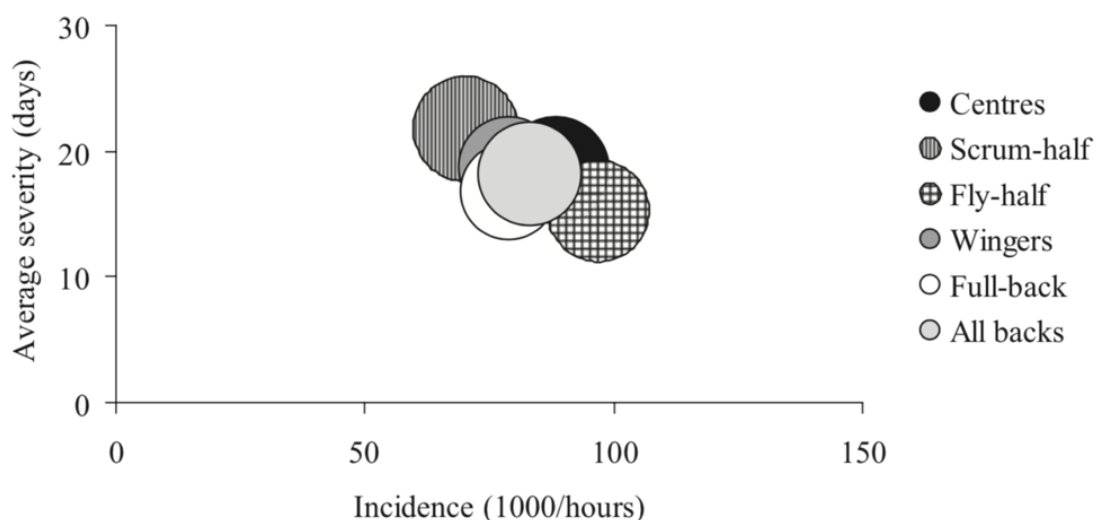 30
20
10
0
Average severity (days)
0 50 100 150
Incidence (1000/hours)
Centres
Scrum-half
Fly-half
Wingers
Full-back
All backs